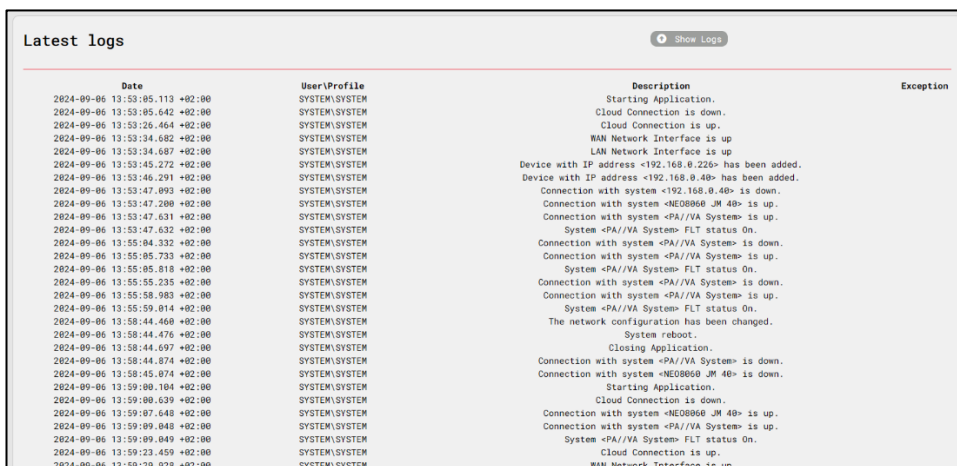 Latest logs
Show Logs
Date User\Profile Description Exception
2024-09-06 13:53:05.113 +02:00 SYSTEM\SYSTEM Starting Application.
2024-09-06 13:53:05.642 +02:00 SYSTEM\SYSTEM Cloud Connection is down.
2024-09-06 13:53:26.464 +02:00 SYSTEM\SYSTEM Cloud Connection is up.
2024-09-06 13:53:34.682 +02:00 SYSTEM\SYSTEM WAN Network Interface is up
2024-09-06 13:53:34.687 +02:00 SYSTEM\SYSTEM LAN Network Interface is up
2024-09-06 13:53:45.272 +02:00 SYSTEM\SYSTEM Device with IP address <192.168.0.226> has been added.
2024-09-06 13:53:46.291 +02:00 SYSTEM\SYSTEM Device with IP address <192.168.0.40> has been added.
2024-09-06 13:53:47.093 +02:00 SYSTEM\SYSTEM Connection with system <192.168.0.40> is down.
2024-09-06 13:53:47.200 +02:00 SYSTEM\SYSTEM Connection with system <NEO8060 JM 40> is up.
2024-09-06 13:53:47.631 +02:00 SYSTEM\SYSTEM Connection with system <PA//VA System> is up.
2024-09-06 13:53:47.632 +02:00 SYSTEM\SYSTEM System <PA//VA System> FLT status On.
2024-09-06 13:55:04.332 +02:00 SYSTEM\SYSTEM Connection with system <PA//VA System> is down.
2024-09-06 13:55:05.733 +02:00 SYSTEM\SYSTEM Connection with system <PA//VA System> is up.
2024-09-06 13:55:05.818 +02:00 SYSTEM\SYSTEM System <PA//VA System> FLT status On.
2024-09-06 13:55:55.235 +02:00 SYSTEM\SYSTEM Connection with system <PA//VA System> is down.
2024-09-06 13:55:58.983 +02:00 SYSTEM\SYSTEM Connection with system <PA//VA System> is up.
2024-09-06 13:55:59.014 +02:00 SYSTEM\SYSTEM System <PA//VA System> FLT status On.
2024-09-06 13:58:44.460 +02:00 SYSTEM\SYSTEM The network configuration has been changed.
2024-09-06 13:58:44.476 +02:00 SYSTEM\SYSTEM System reboot.
2024-09-06 13:58:44.697 +02:00 SYSTEM\SYSTEM Closing Application.
2024-09-06 13:58:44.874 +02:00 SYSTEM\SYSTEM Connection with system <PA//VA System> is down.
2024-09-06 13:58:45.074 +02:00 SYSTEM\SYSTEM Connection with system <NEO8060 JM 40> is down.
2024-09-06 13:59:00.104 +02:00 SYSTEM\SYSTEM Starting Application.
2024-09-06 13:59:00.639 +02:00 SYSTEM\SYSTEM Cloud Connection is down.
2024-09-06 13:59:07.648 +02:00 SYSTEM\SYSTEM Connection with system <NEO8060 JM 40> is up.
2024-09-06 13:59:09.048 +02:00 SYSTEM\SYSTEM Connection with system <PA//VA System> is up.
2024-09-06 13:59:09.049 +02:00 SYSTEM\SYSTEM System <PA//VA System> FLT status On.
2024-09-06 13:59:23.459 +02:00 SYSTEM\SYSTEM Cloud Connection is up.
2024-09-06 +02:00 SYSTEM\SYSTEM WAN Network Interface is up